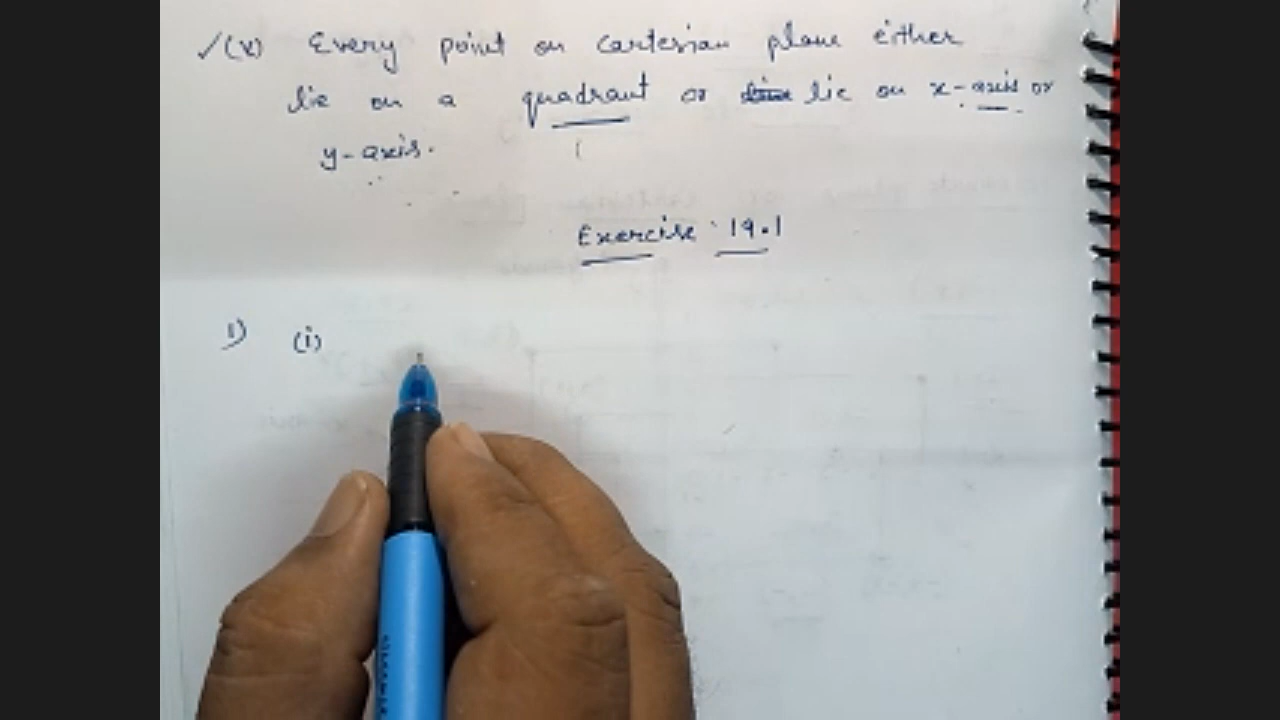 (v) Every point on cartesian plane either
lie on a quadrant or lie on x-axis or
y-axis.
Exercise 19.1
1) (i)